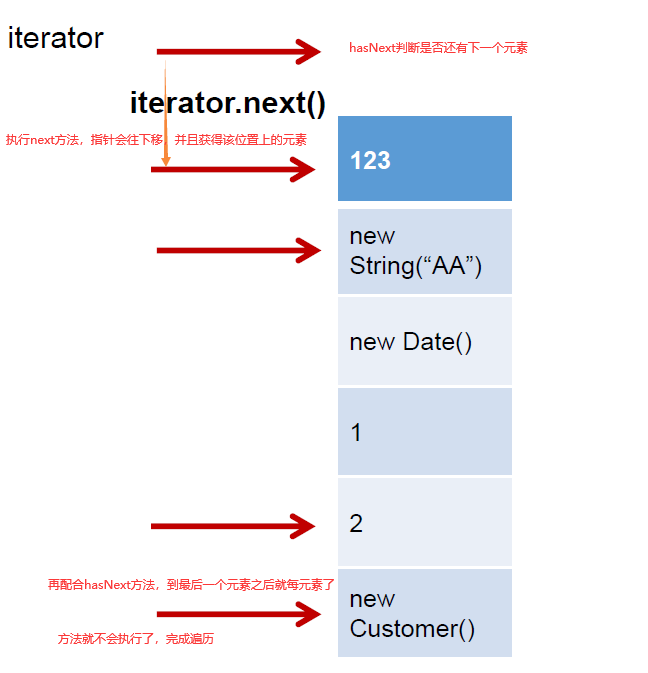 iterator
hasNext判断是否还有下一个元素
iterator.next()
执行next方法，指针会往下移，并且获得该位置上的元素
123
new
String(“AA”)
new Date()
1
2
再配合hasNext方法，到最后一个元素之后就每元素了
new
Customer()
方法就不会执行了，完成遍历